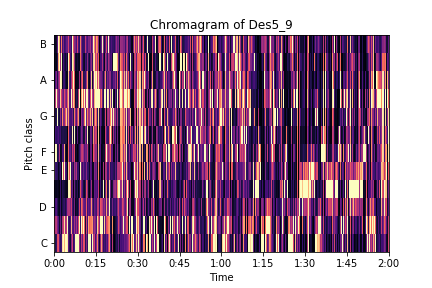 Chromagram of Des5_9
B
A
G
F
E
D
C
Pitch class
0:00 0:15 0:30 0:45 1:00 1:15 1:30 1:45 2:00
Time